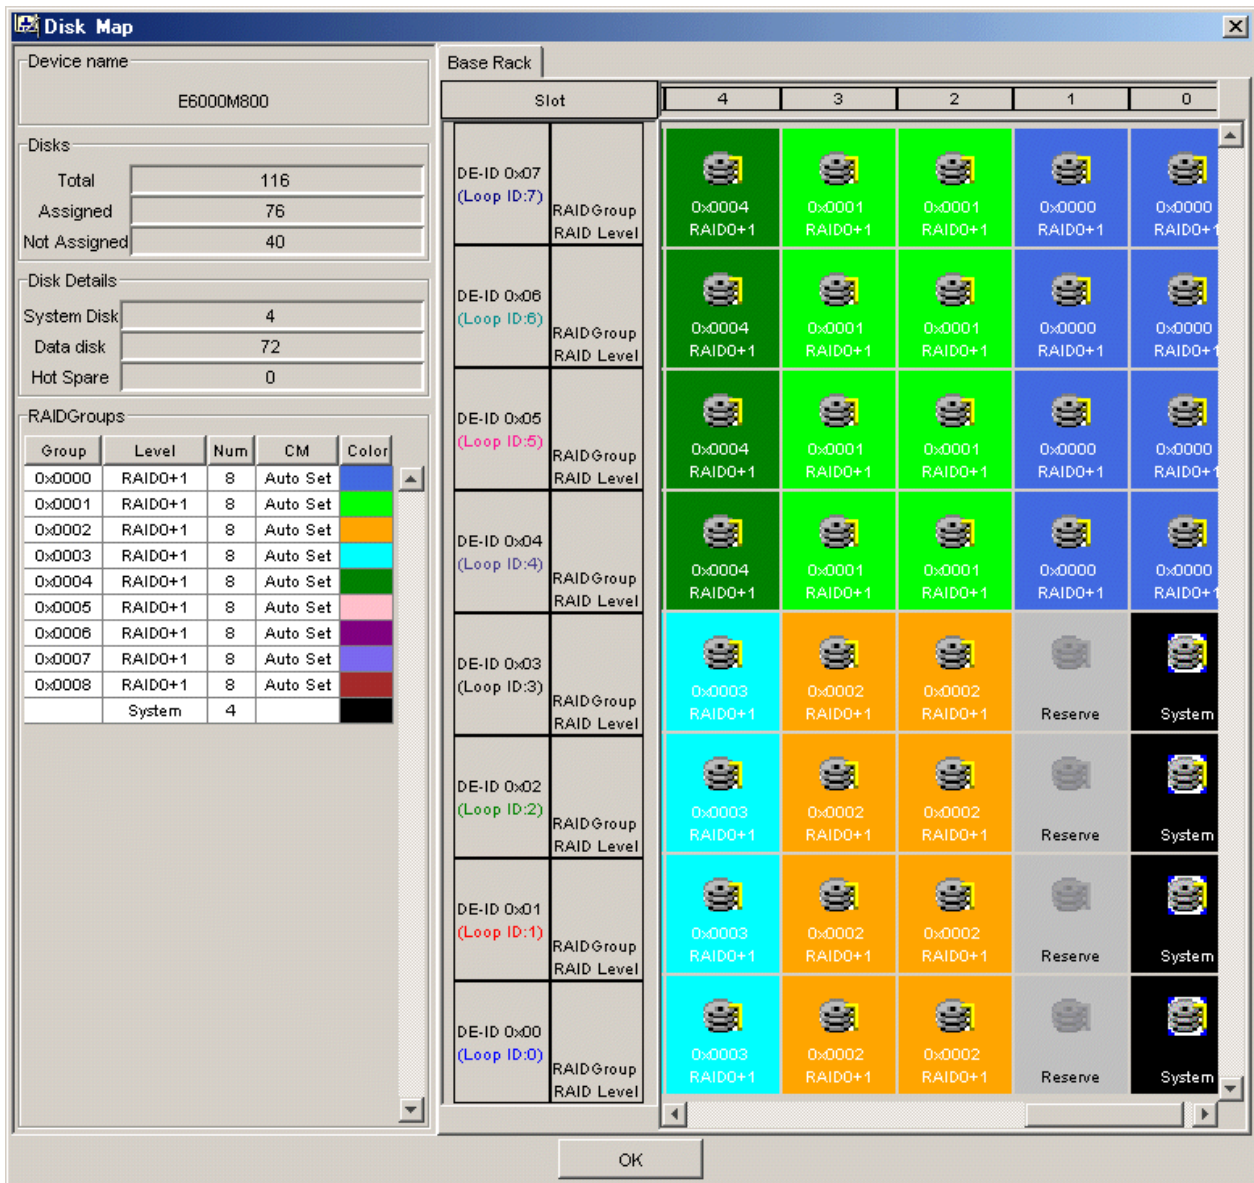 Disk Map
Device name
E6000M800
Disks
Total 116
Assigned 76
Not Assigned 40
Disk Details
System Disk 4
Data disk 72
Hot Spare 0
RAIDGroups
Group Level Num CM Color
0x0000 RAID0+1 8 Auto Set
0x0001 RAID0+1 8 Auto Set
0x0002 RAID0+1 8 Auto Set
0x0003 RAID0+1 8 Auto Set
0x0004 RAID0+1 8 Auto Set
0x0005 RAID0+1 8 Auto Set
0x0006 RAID0+1 8 Auto Set
0x0007 RAID0+1 8 Auto Set
0x0008 RAID0+1 8 Auto Set
System 4
Base Rack
Slot 4 3 2 1 0
DE-ID 0x07
(Loop ID:7)
RAIDGroup 0x0004 0x0001 0x0001 0x0000 0x0000
RAID Level RAID0+1 RAID0+1 RAID0+1 RAID0+1 RAID0+1
DE-ID 0x06
(Loop ID:6)
RAIDGroup 0x0004 0x0001 0x0001 0x0000 0x0000
RAID Level RAID0+1 RAID0+1 RAID0+1 RAID0+1 RAID0+1
DE-ID 0x05
(Loop ID:5)
RAIDGroup 0x0004 0x0001 0x0001 0x0000 0x0000
RAID Level RAID0+1 RAID0+1 RAID0+1 RAID0+1 RAID0+1
DE-ID 0x04
(Loop ID:4)
RAIDGroup 0x0004 0x0001 0x0001 0x0000 0x0000
RAID Level RAID0+1 RAID0+1 RAID0+1 RAID0+1 RAID0+1
DE-ID 0x03
(Loop ID:3)
RAIDGroup 0x0003 0x0002 0x0002
RAID Level RAID0+1 RAID0+1 RAID0+1 Reserve System
DE-ID 0x02
(Loop ID:2)
RAIDGroup 0x0003 0x0002 0x0002
RAID Level RAID0+1 RAID0+1 RAID0+1 Reserve System
DE-ID 0x01
(Loop ID:1)
RAIDGroup 0x0003 0x0002 0x0002
RAID Level RAID0+1 RAID0+1 RAID0+1 Reserve System
DE-ID 0x00
(Loop ID:0)
RAIDGroup 0x0003 0x0002 0x0002
RAID Level RAID0+1 RAID0+1 RAID0+1 Reserve System
OK